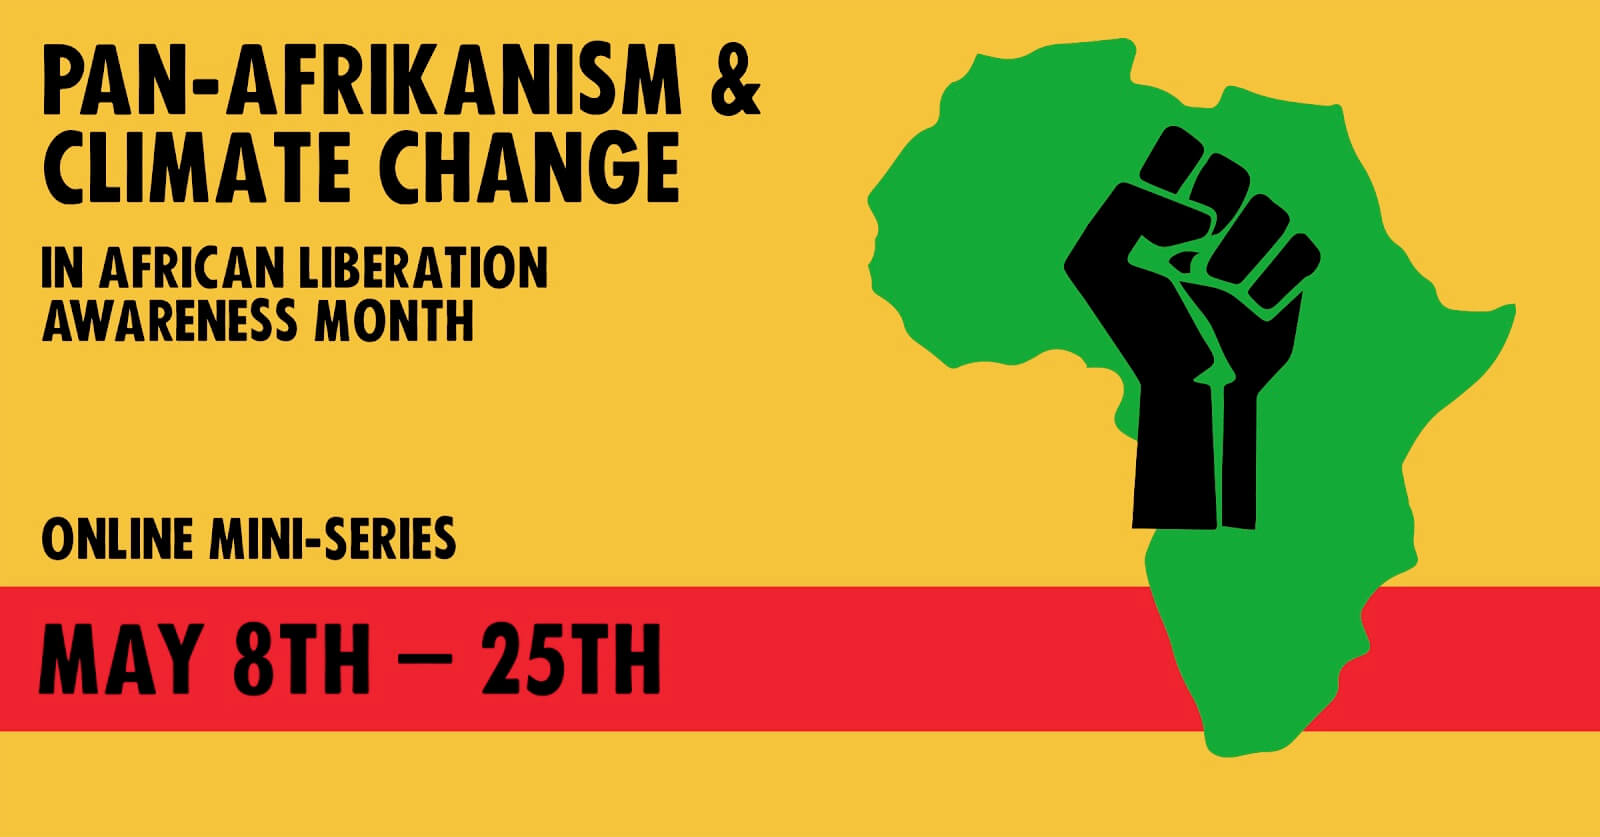 PAN-AFRIKANISM &
CLIMATE CHANGE
IN AFRICAN LIBERATION
AWARENESS MONTH
ONLINE MINI-SERIES
MAY 8TH – 25TH